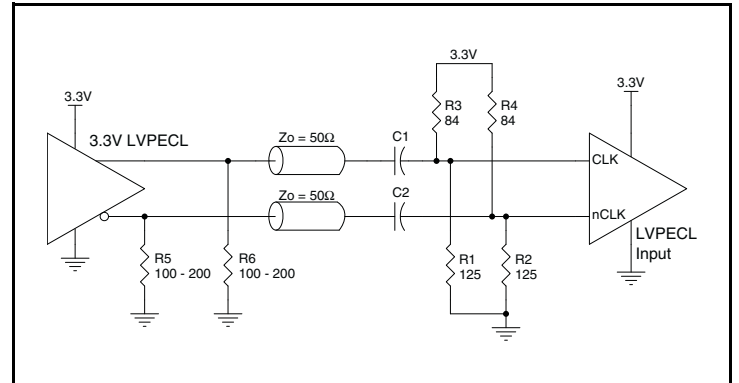 3.3V
3.3V
3.3V
R3
84
R4
84
3.3V LVPECL
Zo = 50Ω
C1
CLK
Zo = 50Ω
C2
nCLK
LVPECL
Input
R5
100 - 200
R6
100 - 200
R1
125
R2
125